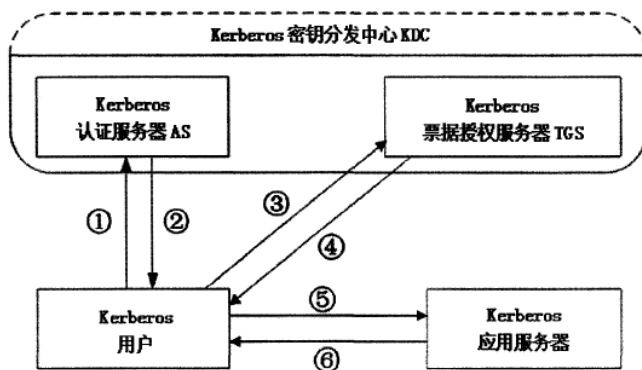 Kerberos 密钥分发中心 KDC
Kerberos
认证服务器 AS
Kerberos
票据授权服务器 TGS
①
②
③
④
Kerberos
用户
⑤
⑥
Kerberos
应用服务器